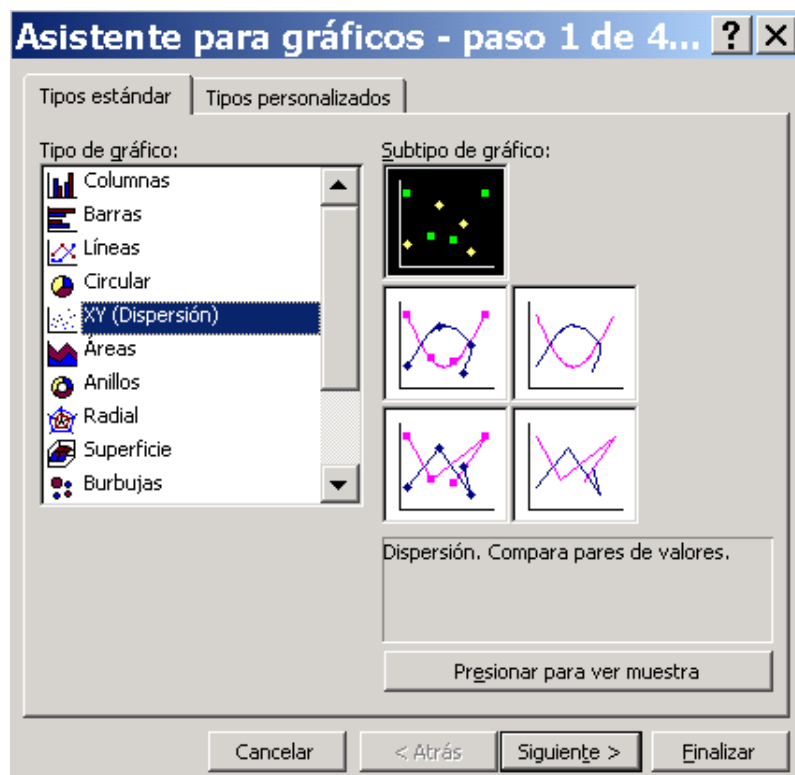 Asistente para gráficos - paso 1 de 4... ? ×
Tipos estándar
Tipos personalizados
Tipo de gráfico:
Columnas
Barras
Líneas
Circular
XY (Dispersión)
Áreas
Anillos
Radial
Superficie
Burbujas
Subtipo de gráfico:
Dispersión. Compara pares de valores.
Presionar para ver muestra
Cancelar
< Atrás
Siguiente >
Finalizar